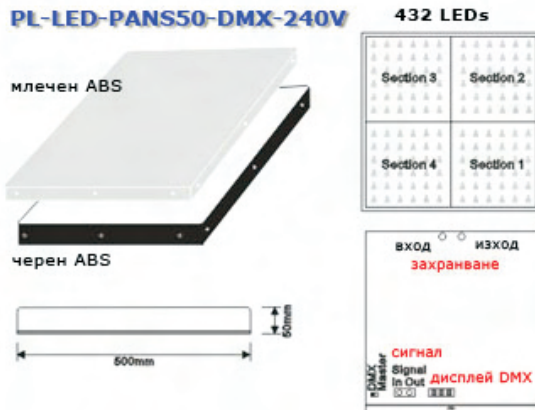 PL-LED-PANS50-DMX-240V
432 LEDs
млечен ABS
Section 3
Section 2
Section 4
Section 1
черен ABS
вход
изход
захранване
50mm
500mm
сигнал
DMX
Master
Signal
In Out
дисплей DMX